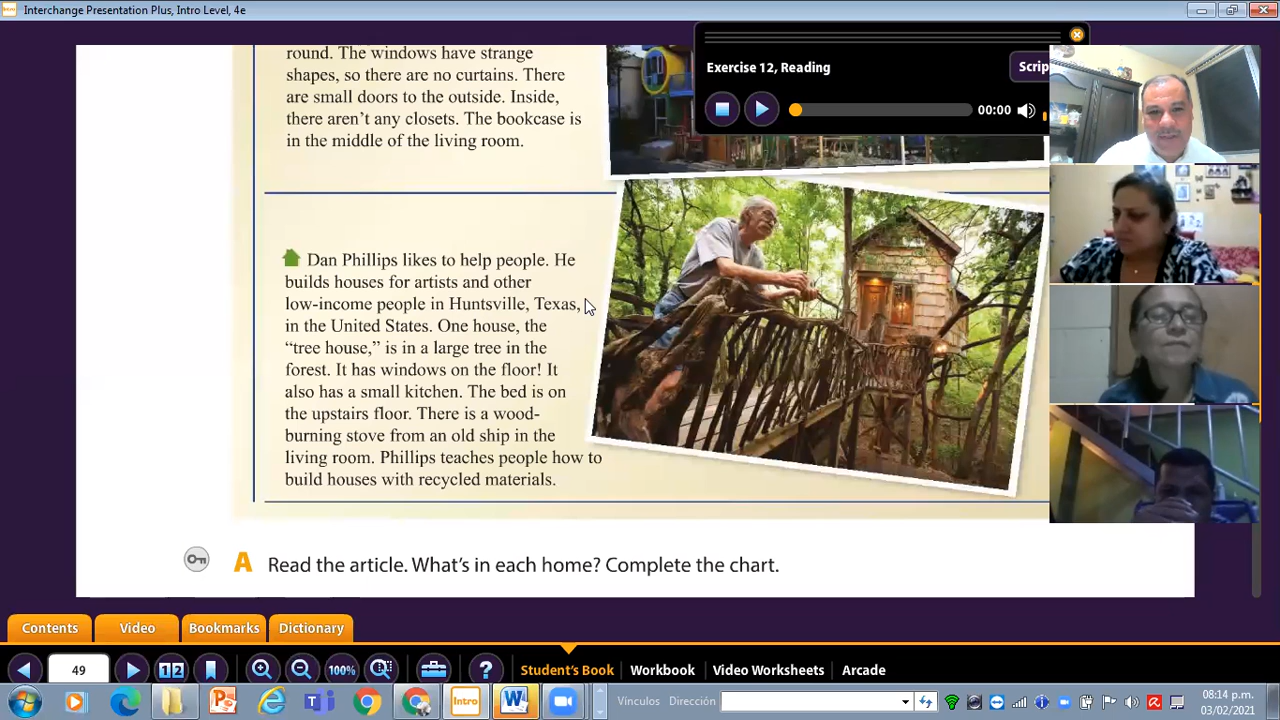 Interchange Presentation Plus, Intro Level, 4e
round. The windows have strange
shapes, so there are no curtains. There
are small doors to the outside. Inside,
there aren't any closets. The bookcase is
in the middle of the living room.
Exercise 12, Reading
Scrip
00:00
Dan Phillips likes to help people. He
builds houses for artists and other
low-income people in Huntsville, Texas,
in the United States. One house, the
“tree house,” is in a large tree in the
forest. It has windows on the floor! It
also has a small kitchen. The bed is on
the upstairs floor. There is a wood-
burning stove from an old ship in the
living room. Phillips teaches people how to
build houses with recycled materials.
A Read the article. What's in each home? Complete the chart.
Contents Video Bookmarks Dictionary
49 12 100% ? Student's Book Workbook Video Worksheets Arcade
Intro Vínculos Dirección 08:14 p.m.
03/02/2021